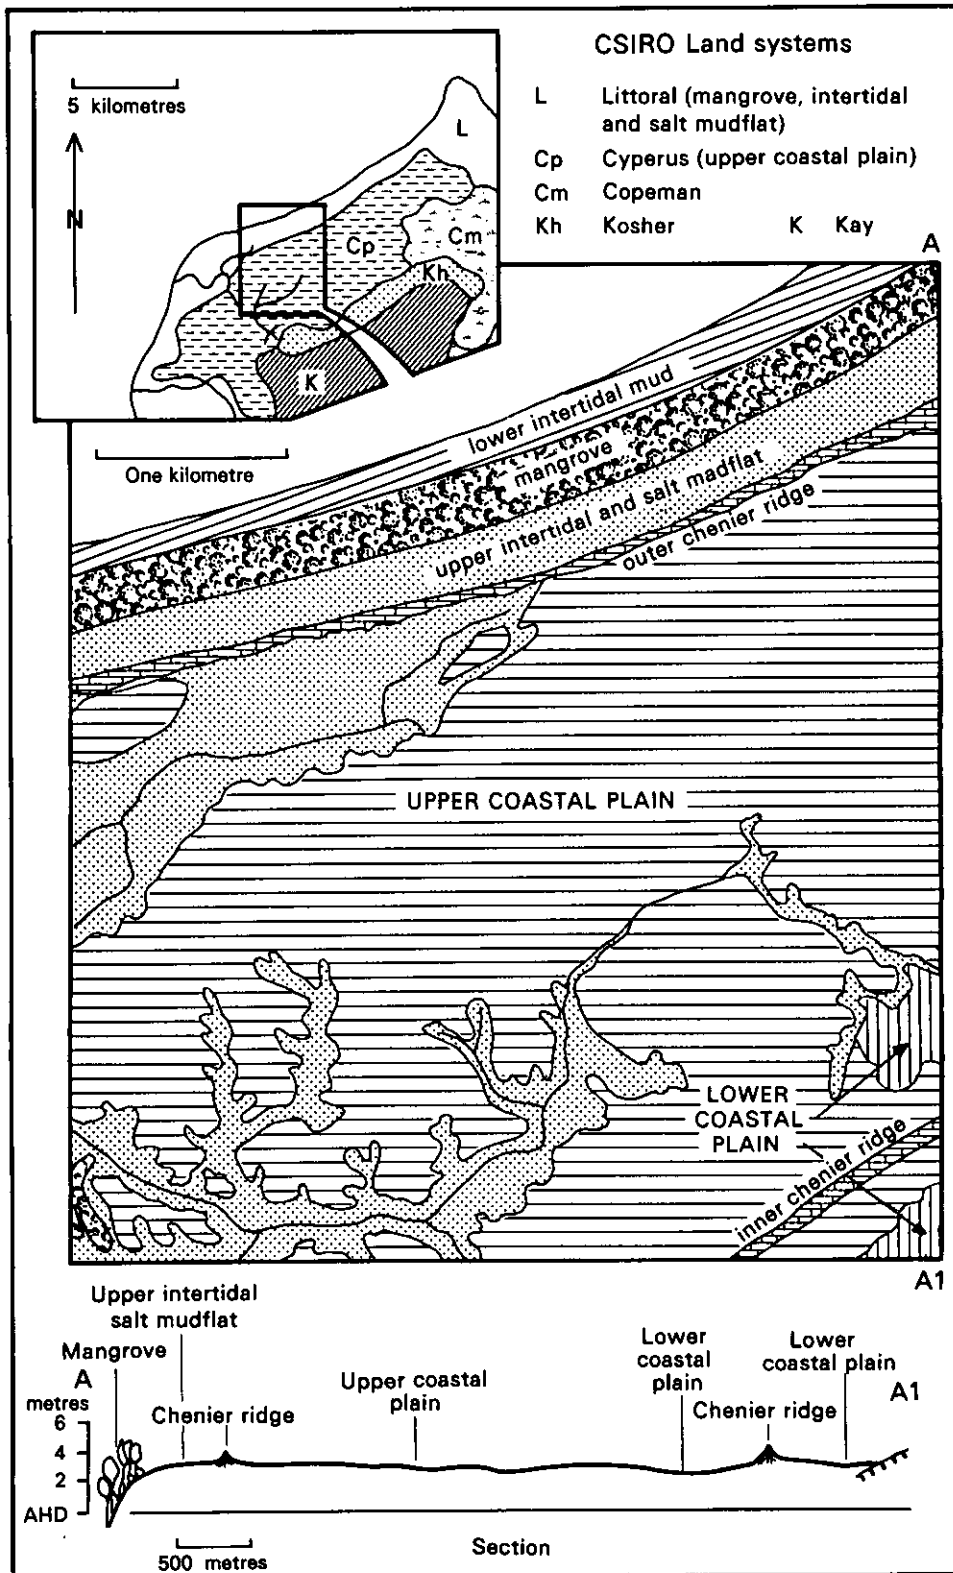 CSIRO Land systems
L Littoral (mangrove, intertidal
and salt mudflat)
Cp Cyperus (upper coastal plain)
Cm Copeman
Kh Kosher K Kay
5 kilometres
N
L
Cp
Cm
Kh
K
A
One kilometre
lower intertidal mud
mangrove
upper intertidal and salt madflat
outer chenier ridge
UPPER COASTAL PLAIN
LOWER
COASTAL
PLAIN
inner chenier ridge
A1
Upper intertidal
salt mudflat
Mangrove
A
metres
6
4
2
AHD
Chenier ridge
Upper coastal
plain
Lower
coastal
plain
Chenier ridge
Lower
coastal plain
A1
500 metres
Section